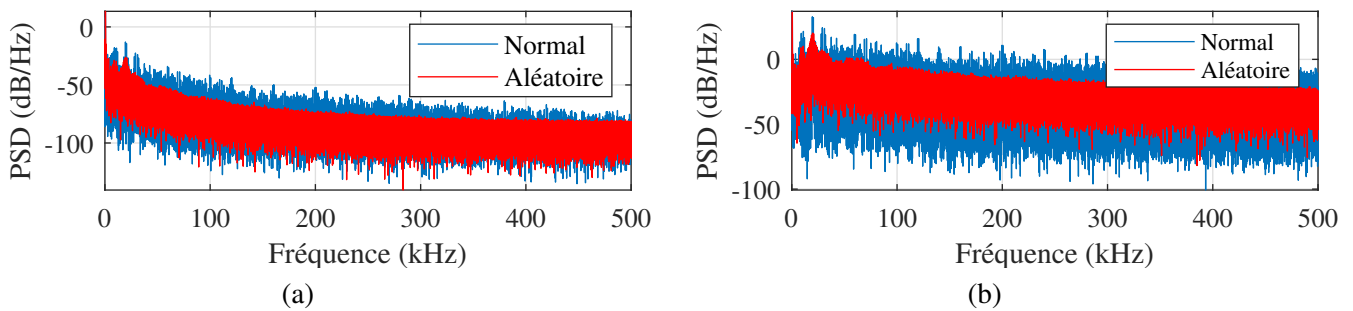 PSD (dB/Hz)
0
-50
-100
Normal
Aléatoire
0 100 200 300 400 500
Fréquence (kHz)
(a)
PSD (dB/Hz)
0
-50
-100
Normal
Aléatoire
0 100 200 300 400 500
Fréquence (kHz)
(b)